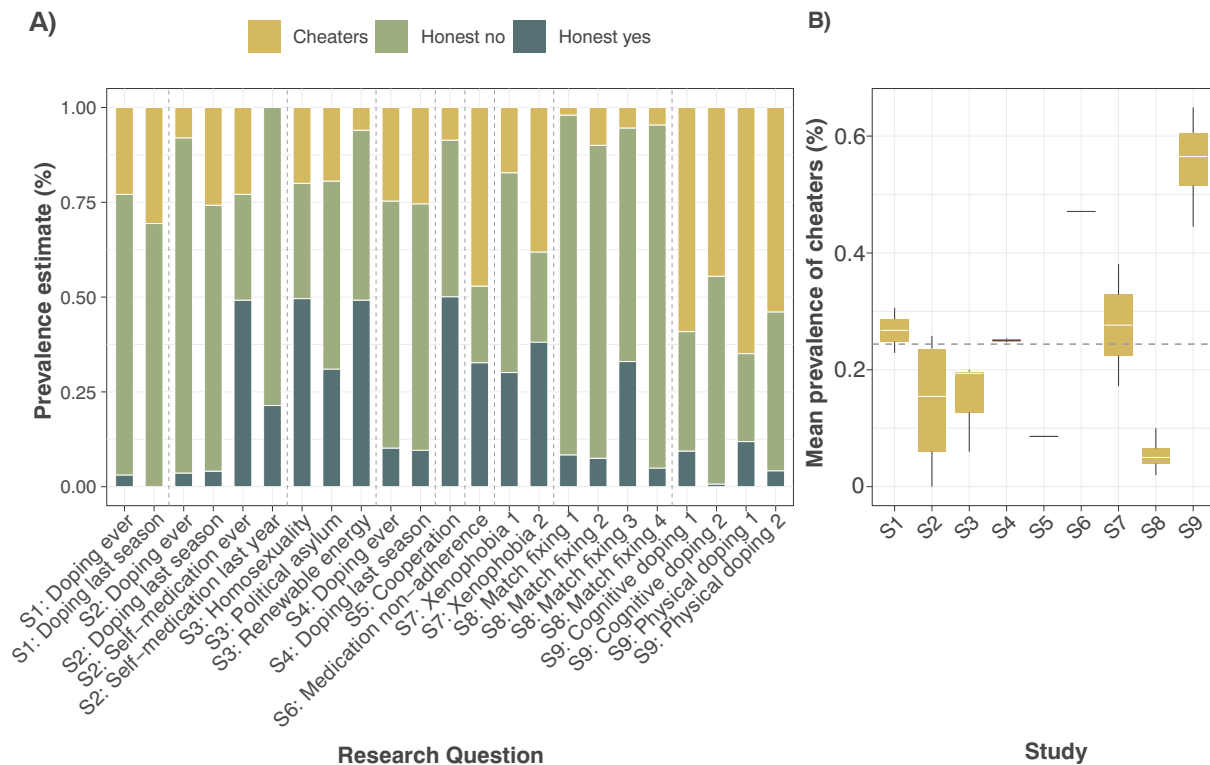 A)
Cheaters
Honest no
Honest yes
Prevalence estimate (%)
1.00
0.75
0.50
0.25
0.00
S1: Doping ever
S1: Doping last season
S2: Doping ever
S2: Doping last season
S2: Self−medication ever
S2: Self−medication last year
S3: Homosexuality
S3: Political asylum
S3: Renewable energy
S4: Doping ever
S4: Doping last season
S5: Cooperation
S6: Medication non−adherence
S7: Xenophobia 1
S7: Xenophobia 2
S8: Match fixing 1
S8: Match fixing 2
S8: Match fixing 3
S8: Match fixing 4
S9: Cognitive doping 1
S9: Cognitive doping 2
S9: Physical doping 1
S9: Physical doping 2
Research Question
B)
Mean prevalence of cheaters (%)
0.6
0.4
0.2
0
S1
S2
S3
S4
S5
S6
S7
S8
S9
Study